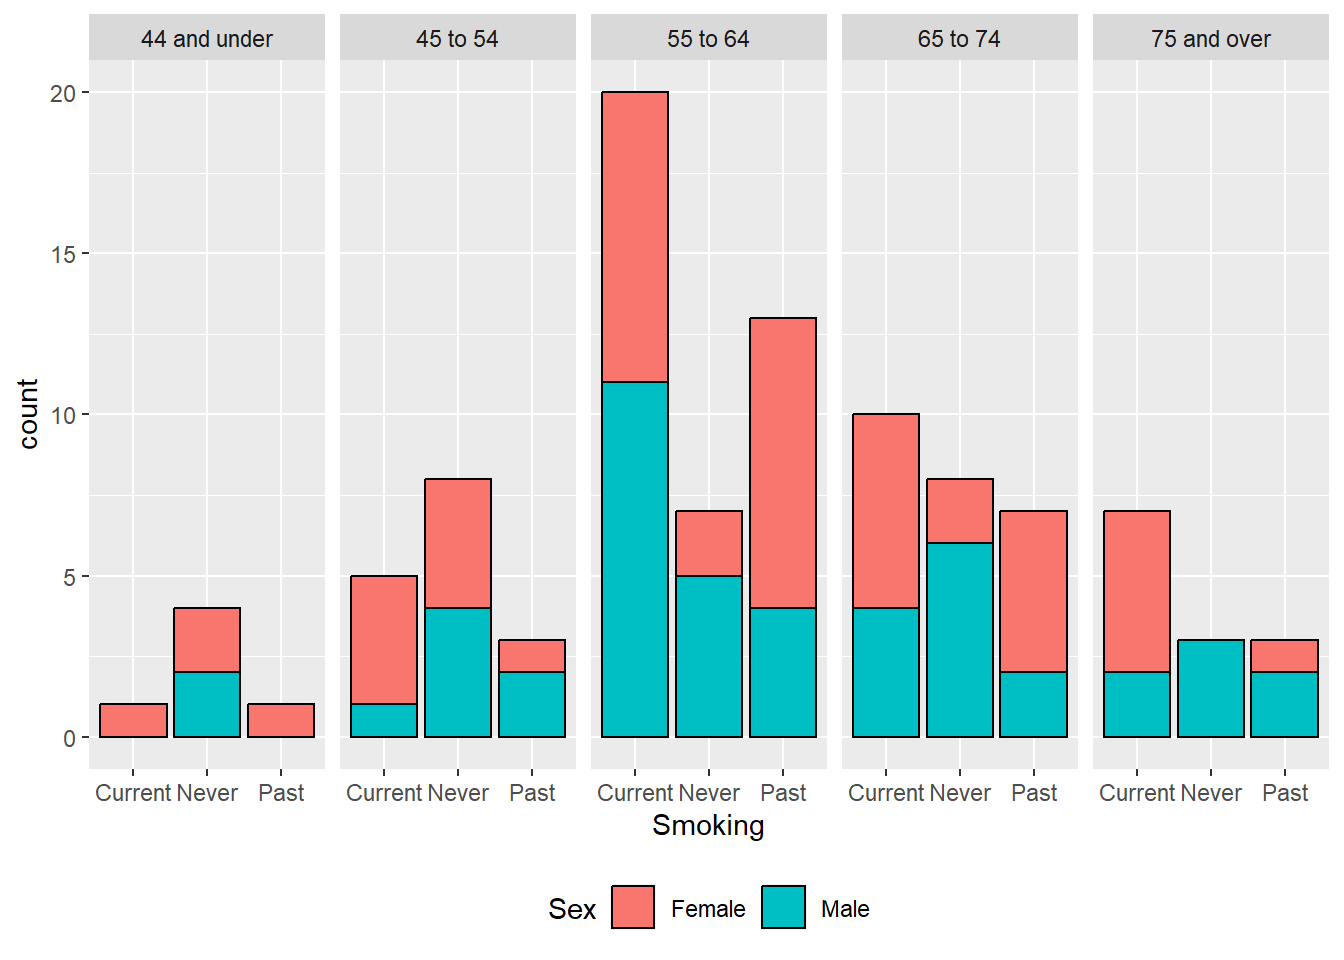 44 and under 45 to 54 55 to 64 65 to 74 75 and over
20
15
10
5
0
count
Current Never Past Current Never Past Current Never Past Current Never Past Current Never Past
Smoking
Sex Female Male